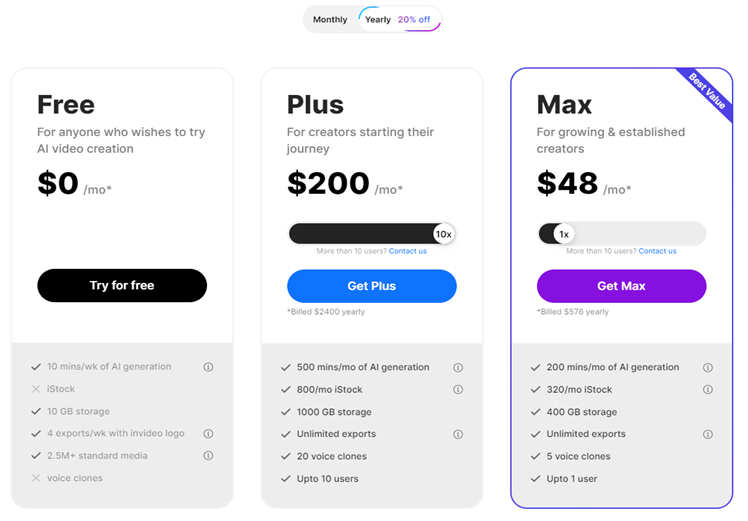 Monthly Yearly - 20% off
Free
For anyone who wishes to try
AI video creation
$0 /mo*
Try for free
10 mins/wk of AI generation
iStock
10 GB storage
4 exports/wk with invideo logo
2.5M+ standard media
voice clones
Plus
For creators starting their
journey
$200 /mo*
10x
More than 10 users? Contact us
Get Plus
*Billed $2400 yearly
500 mins/mo of AI generation
800/mo iStock
1000 GB storage
Unlimited exports
20 voice clones
Upto 10 users
Best Value
Max
For growing & established
creators
$48 /mo*
1x
More than 10 users? Contact us
Get Max
*Billed $576 yearly
200 mins/mo of AI generation
320/mo iStock
400 GB storage
Unlimited exports
5 voice clones
Upto 1 user